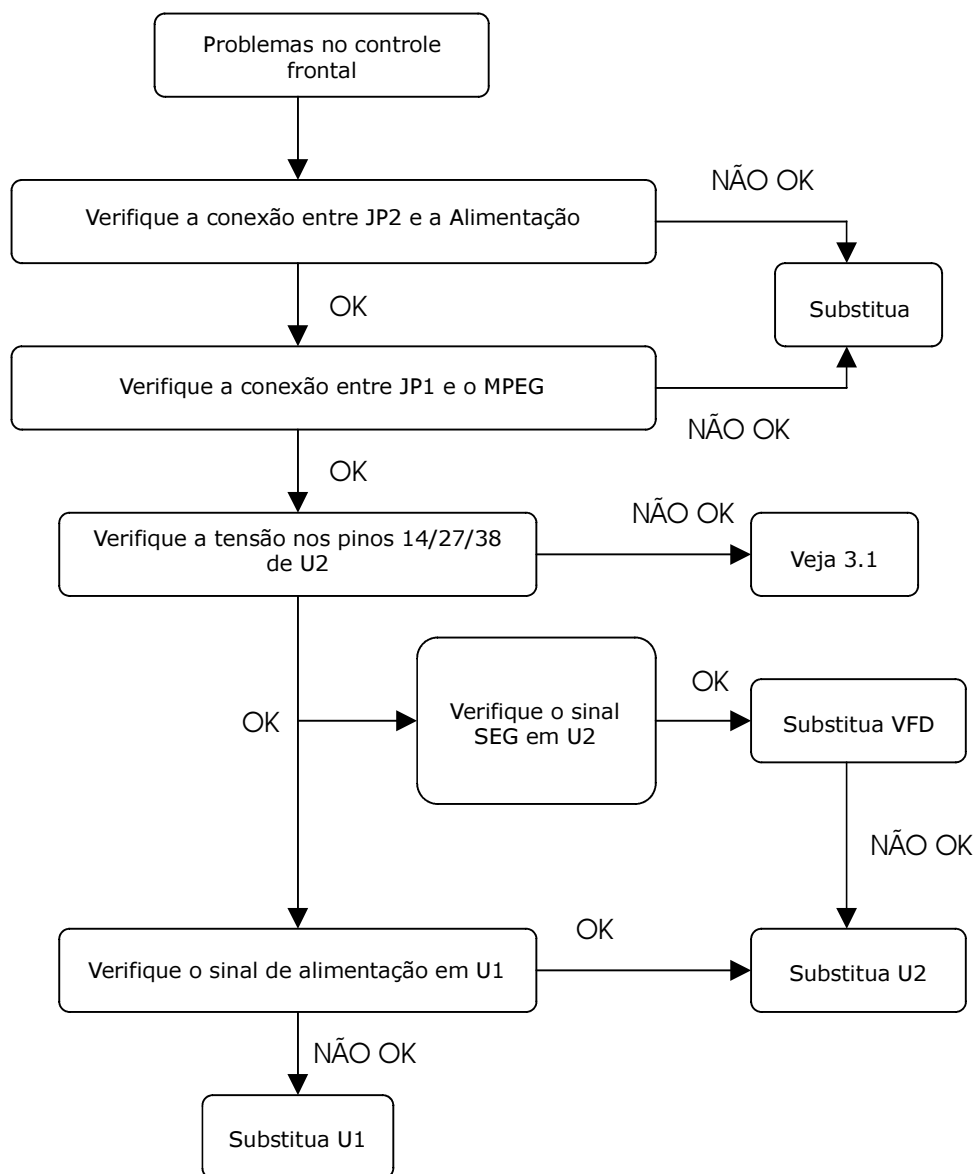 Problemas no controle
frontal
NÃO OK
Verifique a conexão entre JP2 e a Alimentação
OK
Substitua
Verifique a conexão entre JP1 e o MPEG
NÃO OK
OK
NÃO OK
Verifique a tensão nos pinos 14/27/38
de U2
Veja 3.1
OK
Verifique o sinal
SEG em U2
OK
Substitua VFD
NÃO OK
OK
Verifique o sinal de alimentação em U1
Substitua U2
NÃO OK
Substitua U1